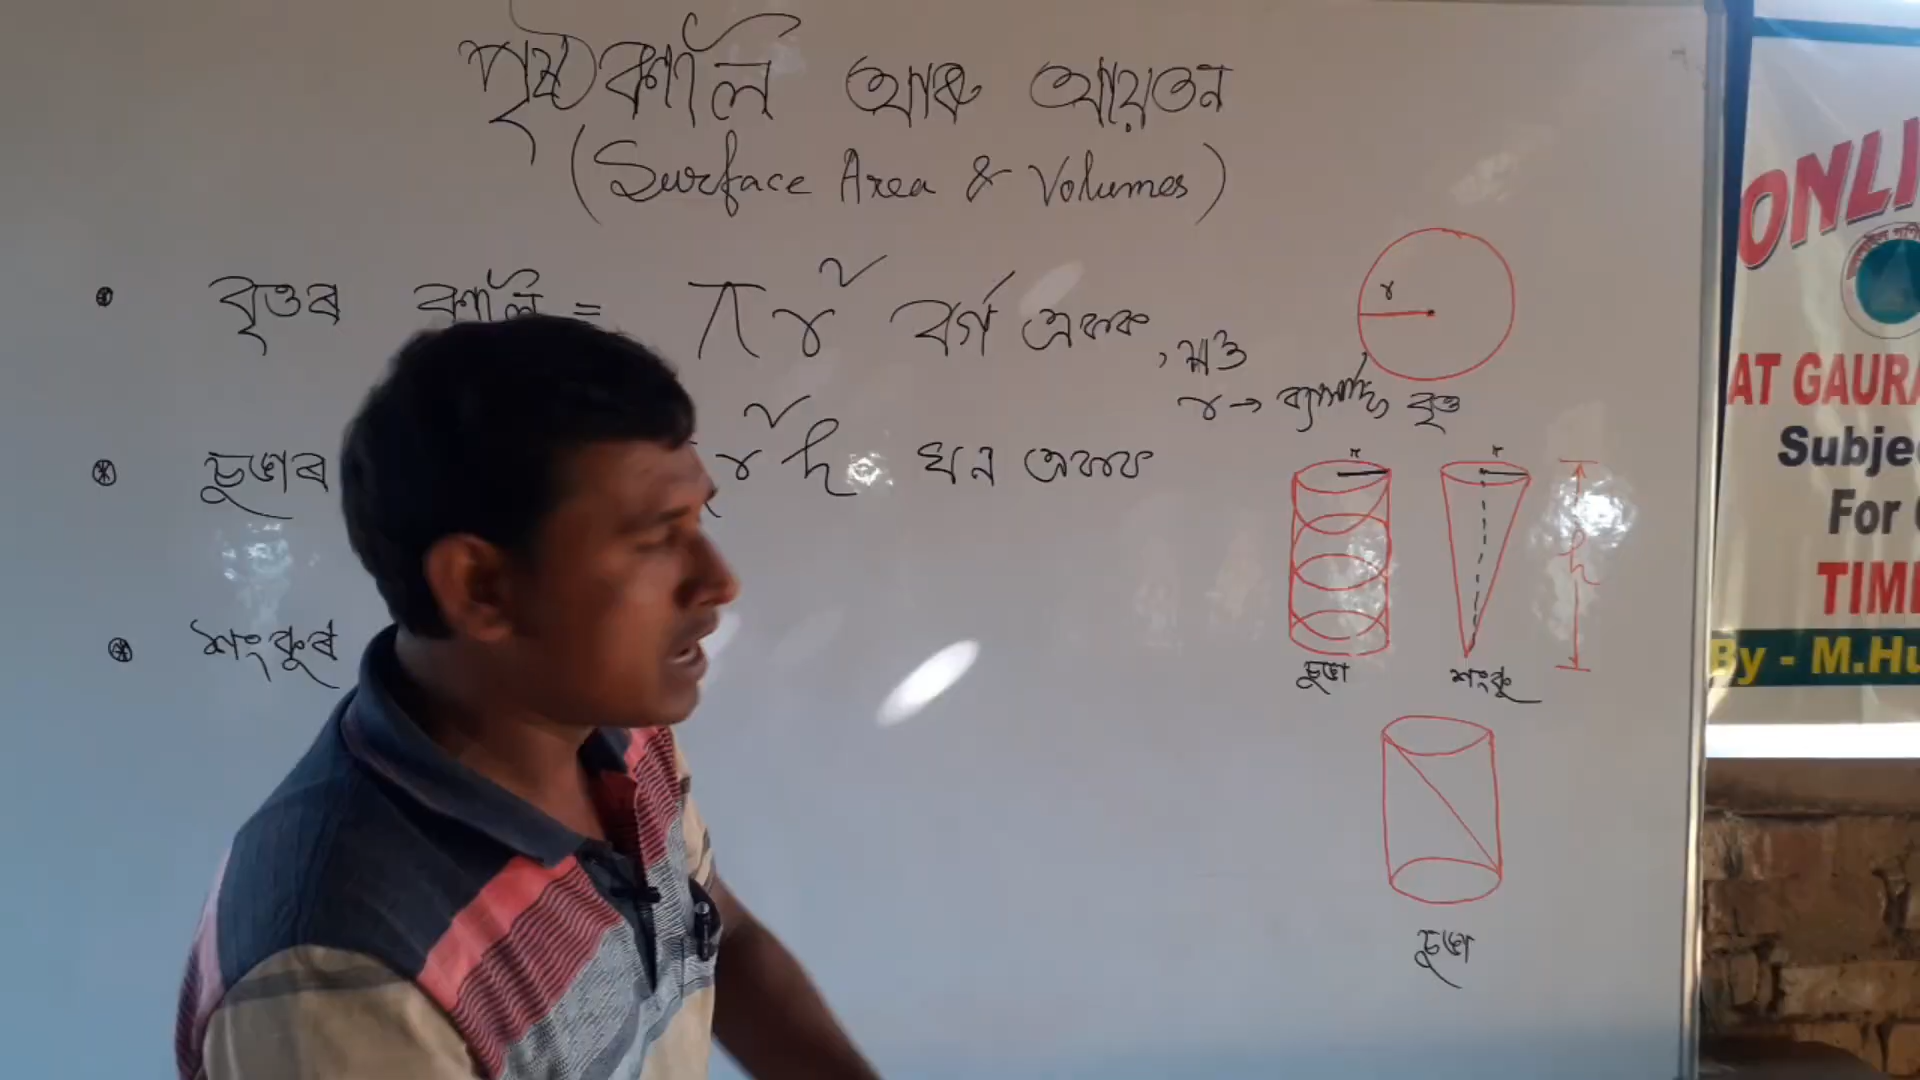 পৃষ্ঠকালি আৰু আয়তন
(Surface Area & Volumes)
বৃত্তৰ কালি = πr² বৰ্গ একক, য'ত
r → ব্যাসাৰ্দ্ধ, বৃত্ত
r
চুঙাৰ r²h ঘন একক
শংকুৰ
r
r
h
চুঙা
শংকু
চুঙা
ONLI
AT GAURA
Subje
For
TIM
By - M.Hu